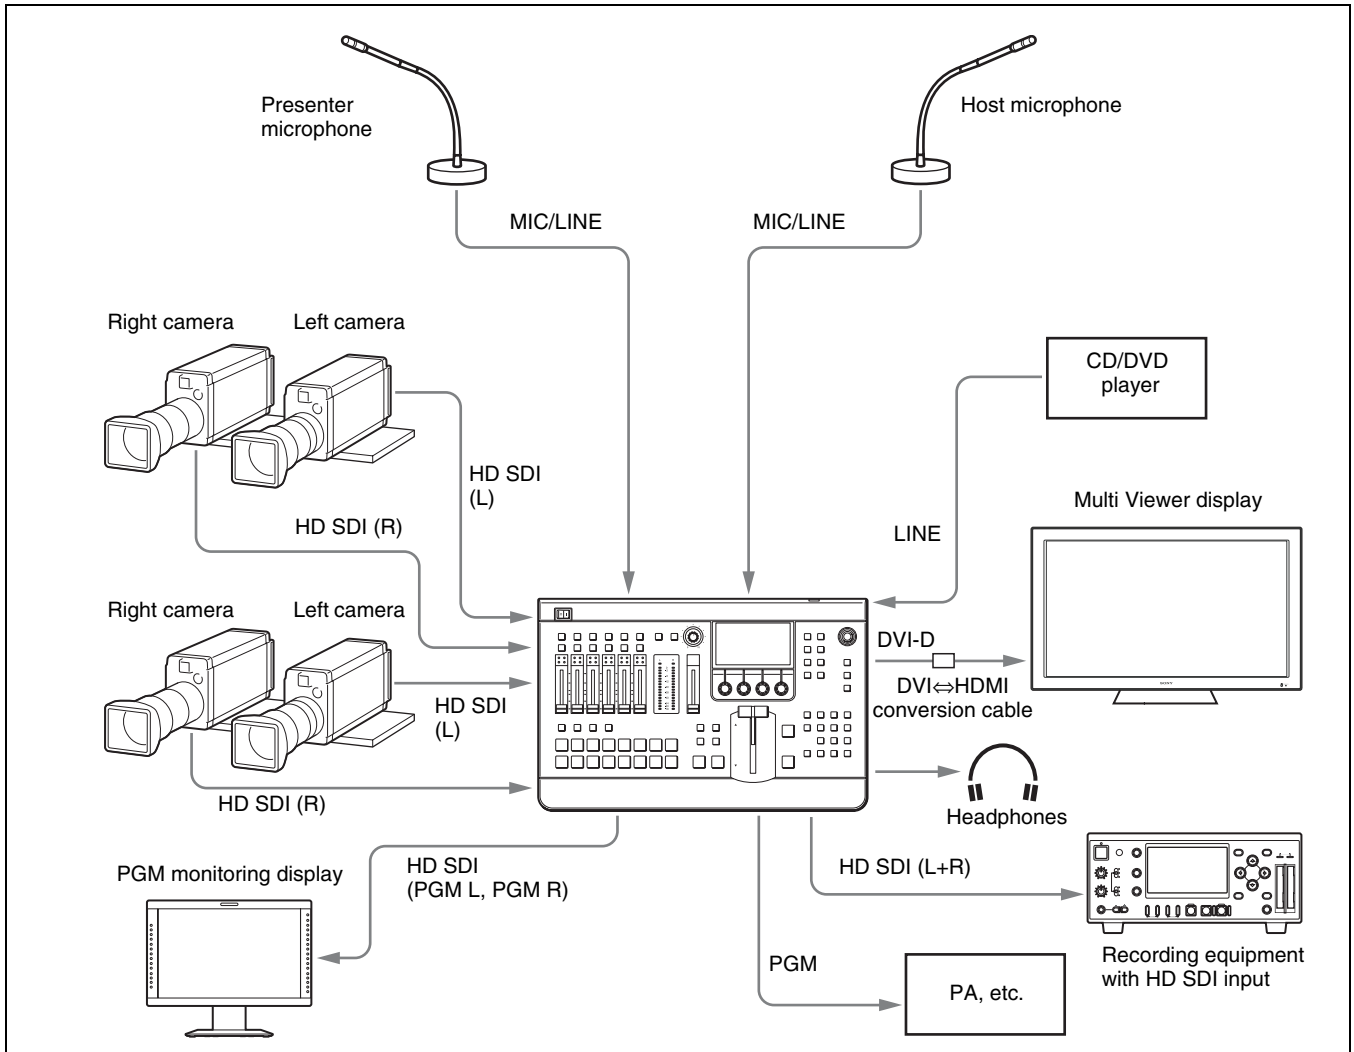 Presenter
microphone
Host microphone
MIC/LINE
MIC/LINE
Right camera
Left camera
CD/DVD
player
HD SDI
(L)
HD SDI (R)
Multi Viewer display
LINE
Right camera
Left camera
DVI-D
DVI⇔HDMI
conversion cable
HD SDI
(L)
HD SDI (R)
Headphones
HD SDI
(PGM L, PGM R)
HD SDI (L+R)
PGM monitoring display
PGM
PA, etc.
Recording equipment
with HD SDI input
SONY